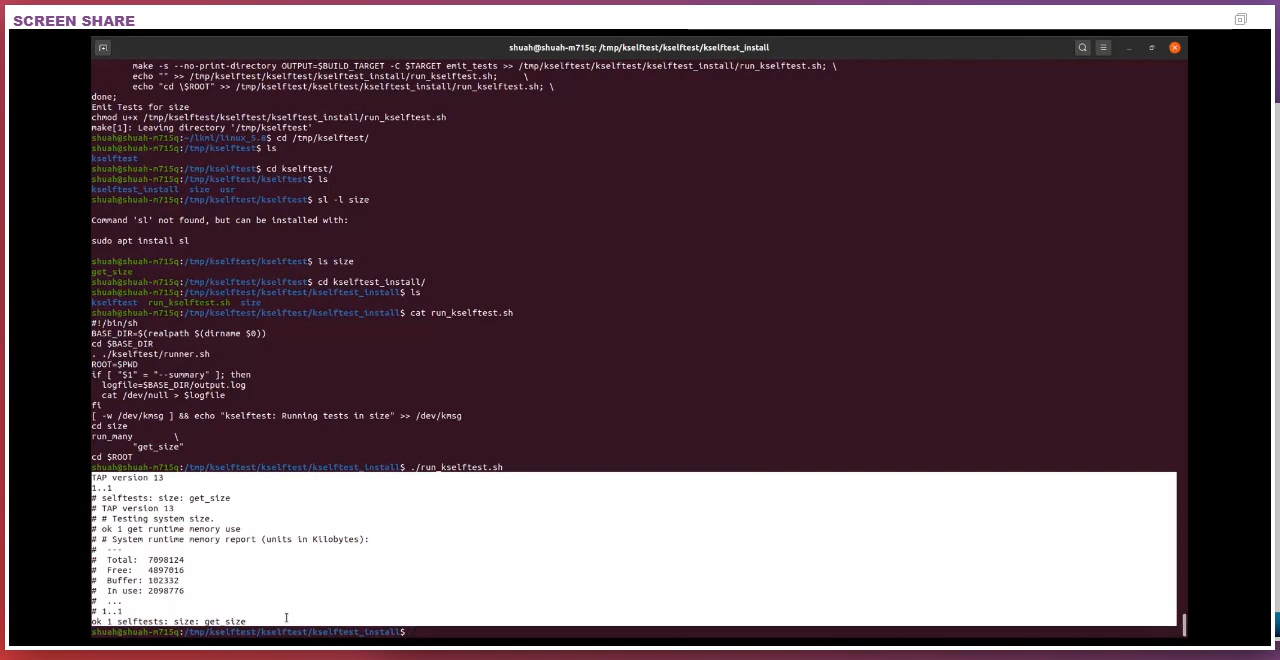 SCREEN SHARE
shuah@shuah-m715q: /tmp/kselftest/kselftest/kselftest_install
make -s --no-print-directory OUTPUT=$BUILD_TARGET -C $TARGET emit_tests >> /tmp/kselftest/kselftest/kselftest_install/run_kselftest.sh; \
echo "" >> /tmp/kselftest/kselftest/kselftest_install/run_kselftest.sh; \
echo "cd \$ROOT" >> /tmp/kselftest/kselftest/kselftest_install/run_kselftest.sh; \
done;
Emit Tests for size
chmod u+x /tmp/kselftest/kselftest/kselftest_install/run_kselftest.sh
make[1]: Leaving directory '/tmp/kselftest'
shuah@shuah-m715q:~/lkml/linux_5.8$ cd /tmp/kselftest/
shuah@shuah-m715q:/tmp/kselftest$ ls
kselftest
shuah@shuah-m715q:/tmp/kselftest$ cd kselftest/
shuah@shuah-m715q:/tmp/kselftest/kselftest$ ls
kselftest_install size usr
shuah@shuah-m715q:/tmp/kselftest/kselftest$ sl -l size
Command 'sl' not found, but can be installed with:
sudo apt install sl
shuah@shuah-m715q:/tmp/kselftest/kselftest$ ls size
get_size
shuah@shuah-m715q:/tmp/kselftest/kselftest$ cd kselftest_install/
shuah@shuah-m715q:/tmp/kselftest/kselftest/kselftest_install$ ls
kselftest run_kselftest.sh size
shuah@shuah-m715q:/tmp/kselftest/kselftest/kselftest_install$ cat run_kselftest.sh
#!/bin/sh
BASE_DIR=$(realpath $(dirname $0))
cd $BASE_DIR
. ./kselftest/runner.sh
ROOT=$PWD
if [ "$1" = "--summary" ]; then
logfile=$BASE_DIR/output.log
cat /dev/null > $logfile
fi
[ -w /dev/kmsg ] && echo "kselftest: Running tests in size" >> /dev/kmsg
cd size
run_many \
"get_size"
cd $ROOT
shuah@shuah-m715q:/tmp/kselftest/kselftest/kselftest_install$ ./run_kselftest.sh
TAP version 13
1..1
# selftests: size: get_size
# TAP version 13
# # Testing system size.
# ok 1 get runtime memory use
# # System runtime memory report (units in Kilobytes):
# ---
# Total: 7098124
# Free: 4897016
# Buffer: 102332
# In use: 2098776
# ...
# 1..1
ok 1 selftests: size: get_size
shuah@shuah-m715q:/tmp/kselftest/kselftest/kselftest_install$